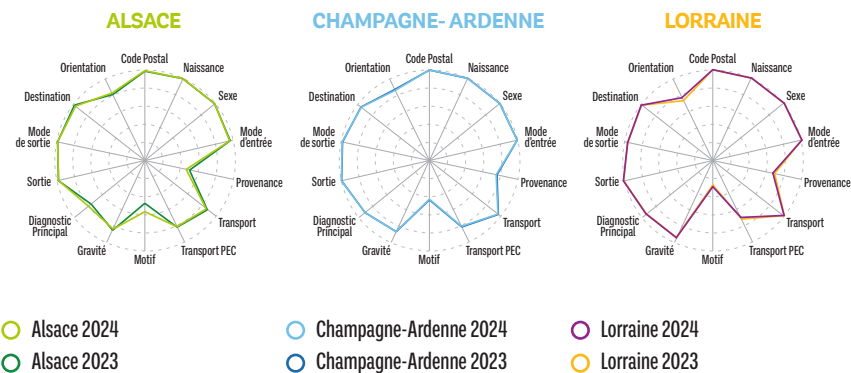 ALSACE
Code Postal
Naissance
Sexe
Mode
d'entrée
Provenance
Transport
Transport PEC
Motif
Gravité
Diagnostic
Principal
Sortie
Mode
de sortie
Destination
Orientation
CHAMPAGNE- ARDENNE
Code Postal
Naissance
Sexe
Mode
d'entrée
Provenance
Transport
Transport PEC
Motif
Gravité
Diagnostic
Principal
Sortie
Mode
de sortie
Destination
Orientation
LORRAINE
Code Postal
Naissance
Sexe
Mode
d'entrée
Provenance
Transport
Transport PEC
Motif
Gravité
Diagnostic
Principal
Sortie
Mode
de sortie
Destination
Orientation
Alsace 2024
Alsace 2023
Champagne-Ardenne 2024
Champagne-Ardenne 2023
Lorraine 2024
Lorraine 2023